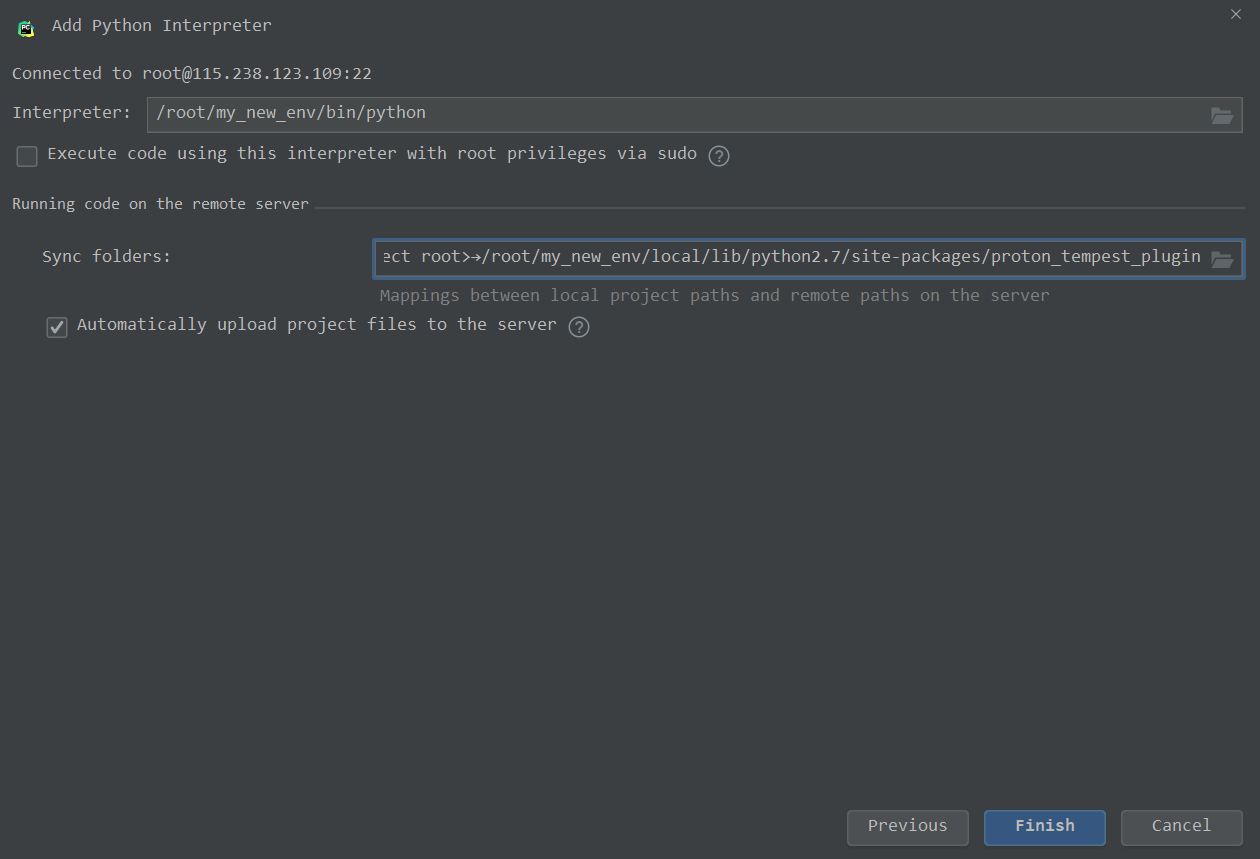 Add Python Interpreter
Connected to root@115.238.123.109:22
Interpreter: /root/my_new_env/bin/python
Execute code using this interpreter with root privileges via sudo ?
Running code on the remote server
Sync folders: ect root>→/root/my_new_env/local/lib/python2.7/site-packages/proton_tempest_plugin
Mappings between local project paths and remote paths on the server
Automatically upload project files to the server ?
Previous Finish Cancel